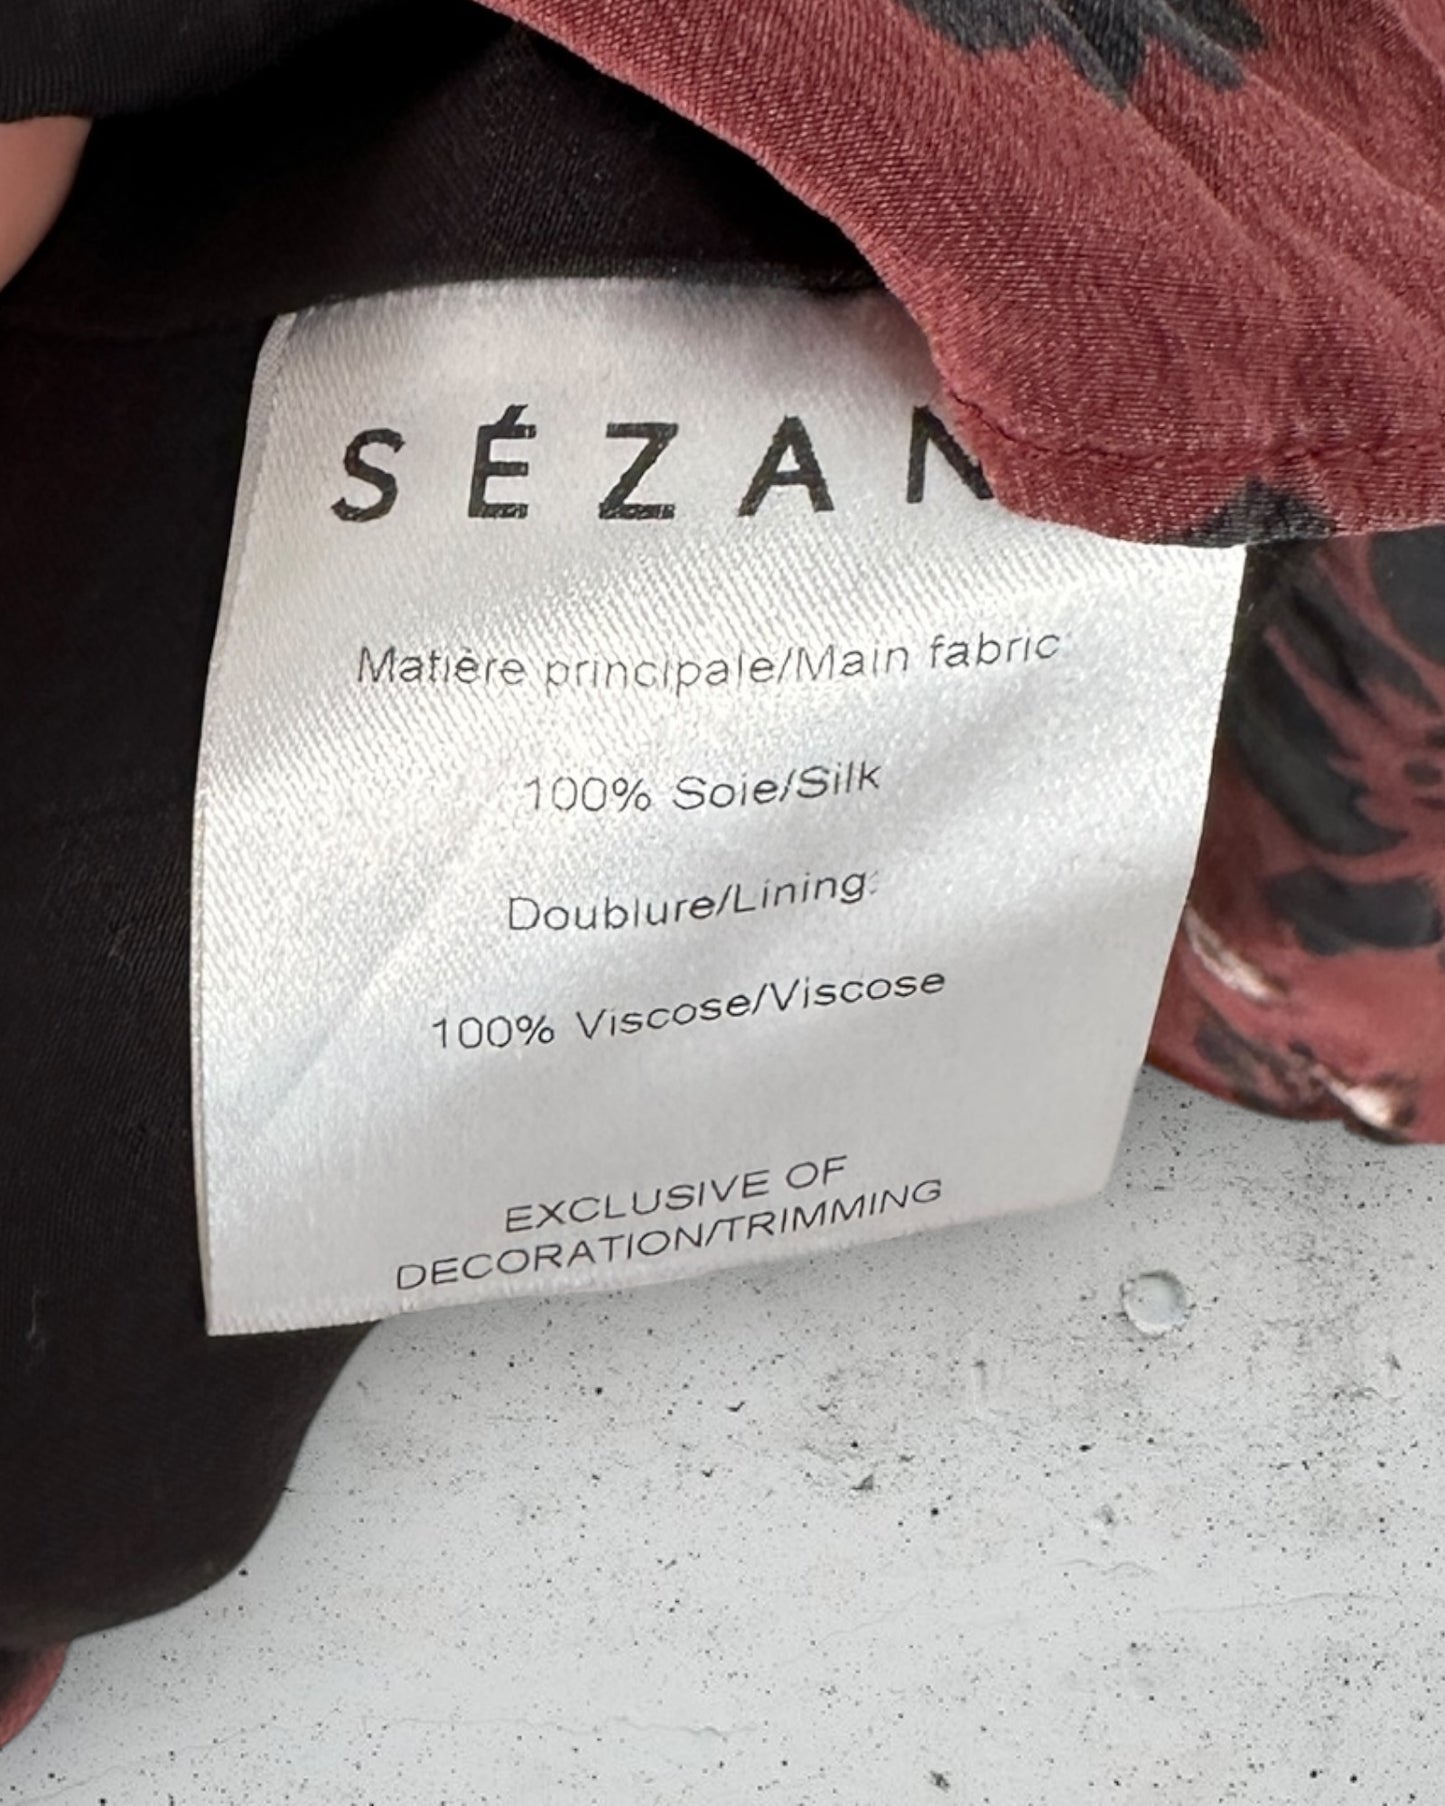 SÉZAN
Matière principale/Main fabric
100% Soie/Silk
Doublure/Lining:
100% Viscose/Viscose
EXCLUSIVE OF
DECORATION/TRIMMING